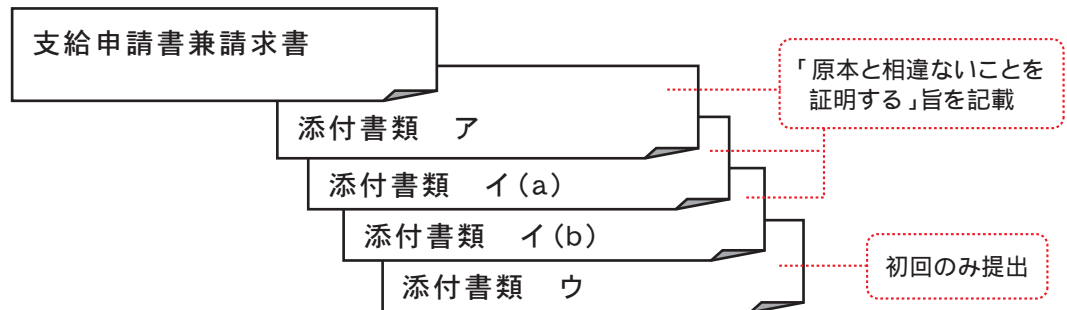 支給申請書兼請求書
「原本と相違ないことを
証明する」旨を記載
添付書類 ア
添付書類 イ(a)
添付書類 イ(b)
初回のみ提出
添付書類 ウ